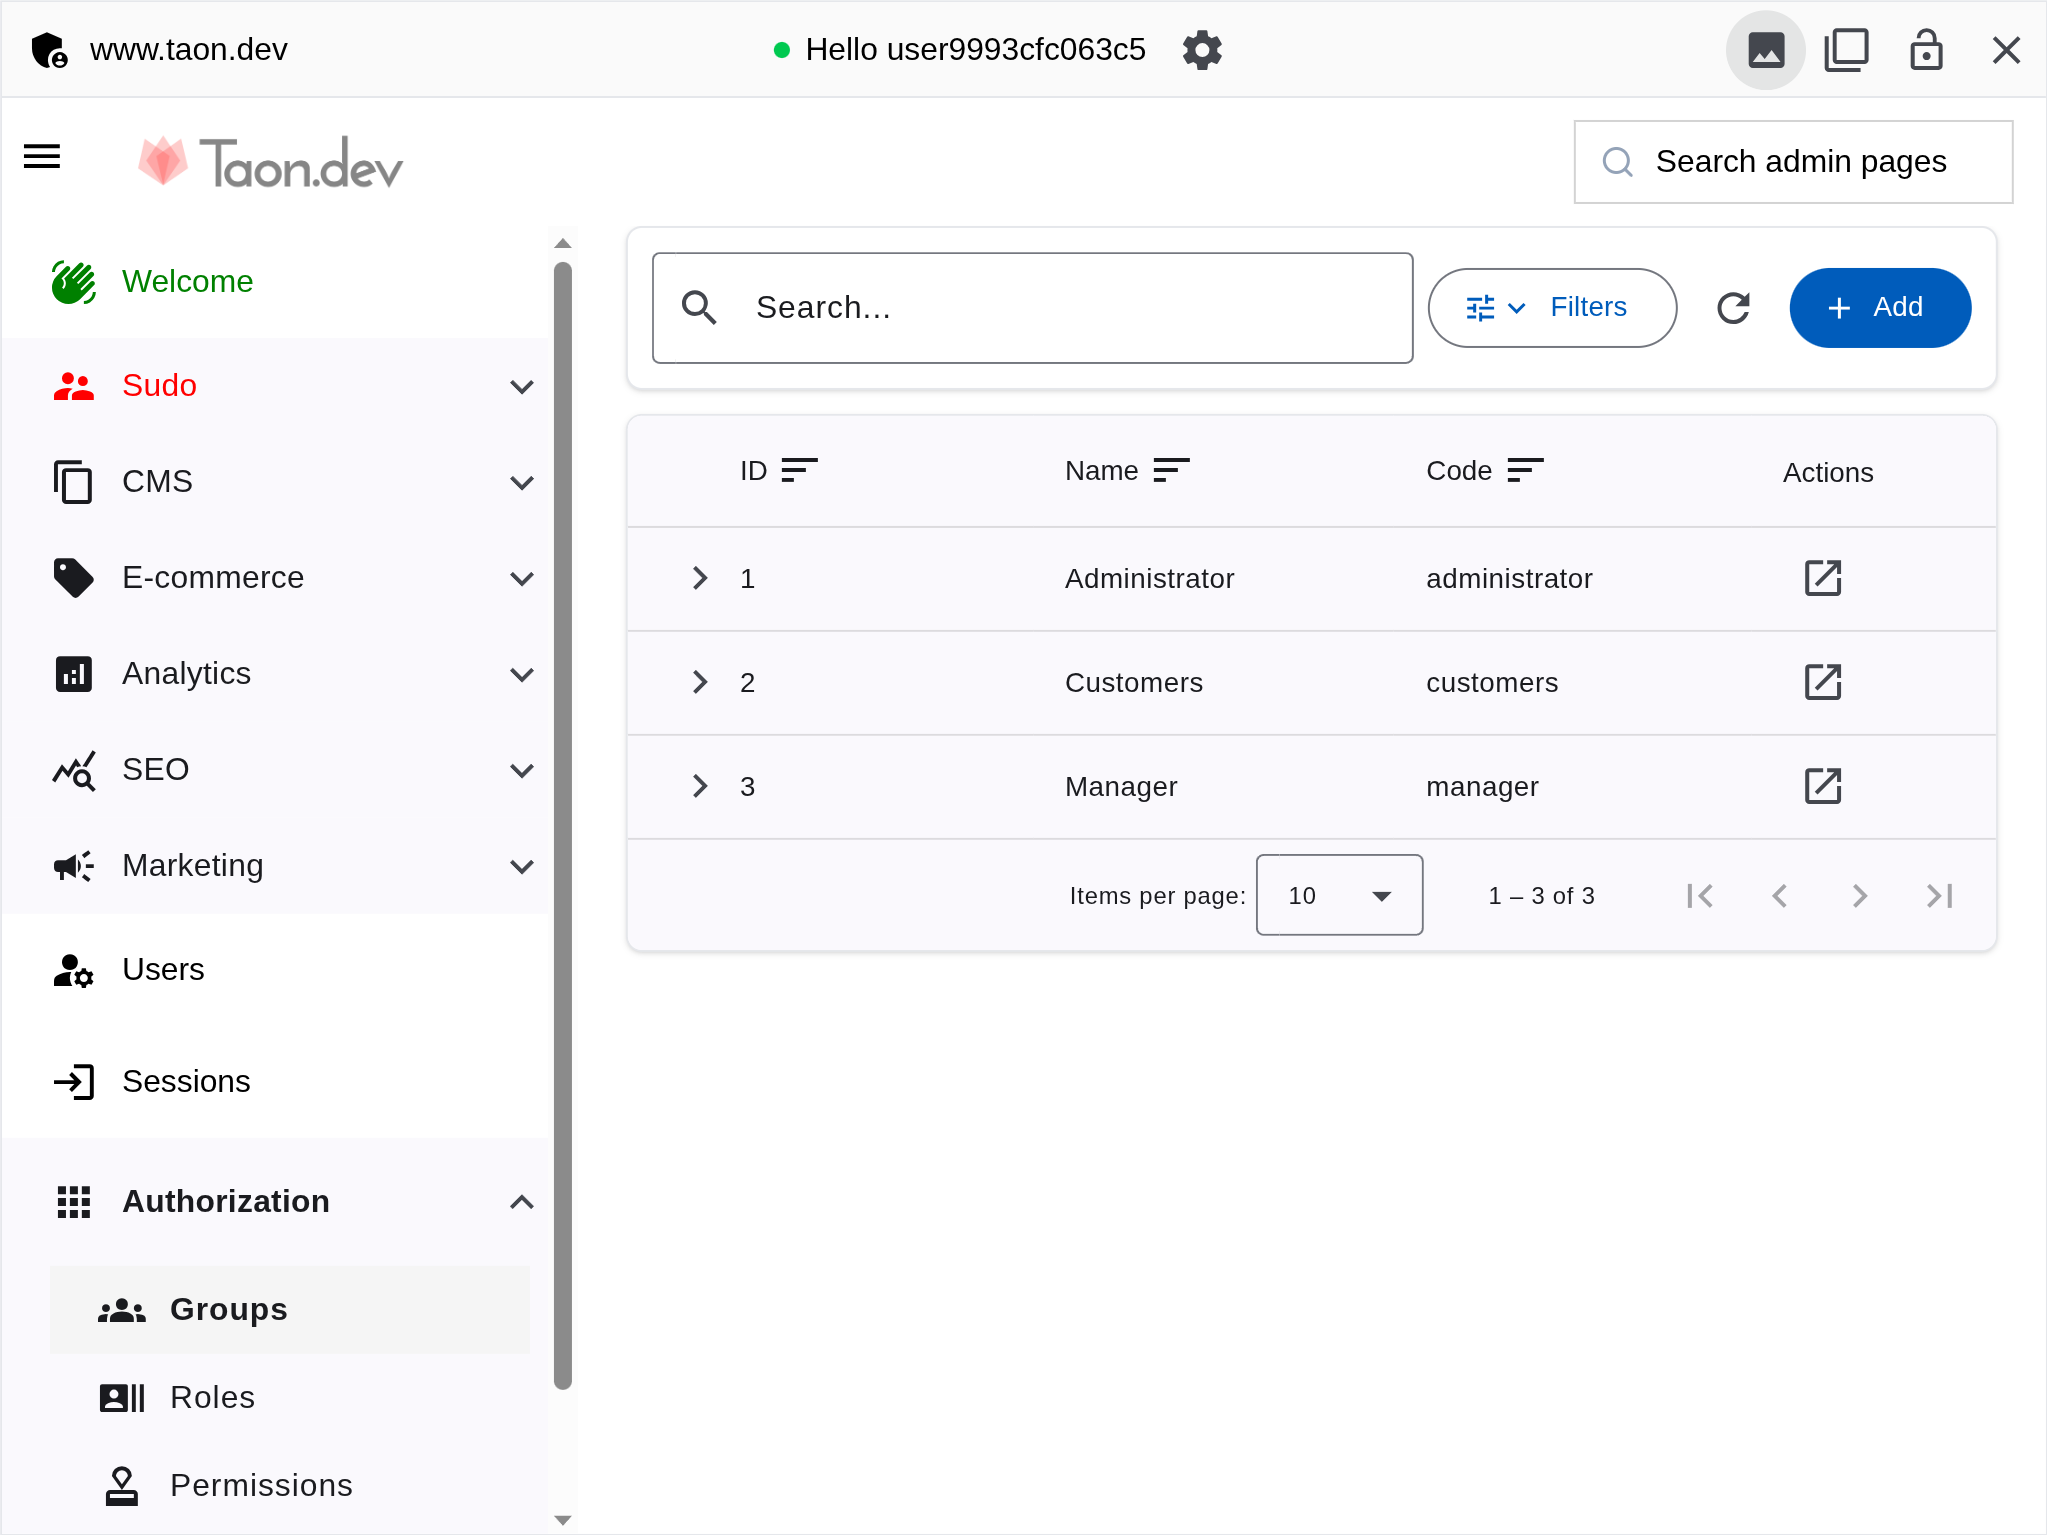 www.taon.dev
Hello user9993cfc063c5
Taon.dev
Search admin pages
Welcome
Sudo
CMS
E-commerce
Analytics
SEO
Marketing
Users
Sessions
Authorization
Groups
Roles
Permissions
Search...
Filters
Add
ID Name Code Actions
1 Administrator administrator
2 Customers customers
3 Manager manager
Items per page: 10 1 – 3 of 3